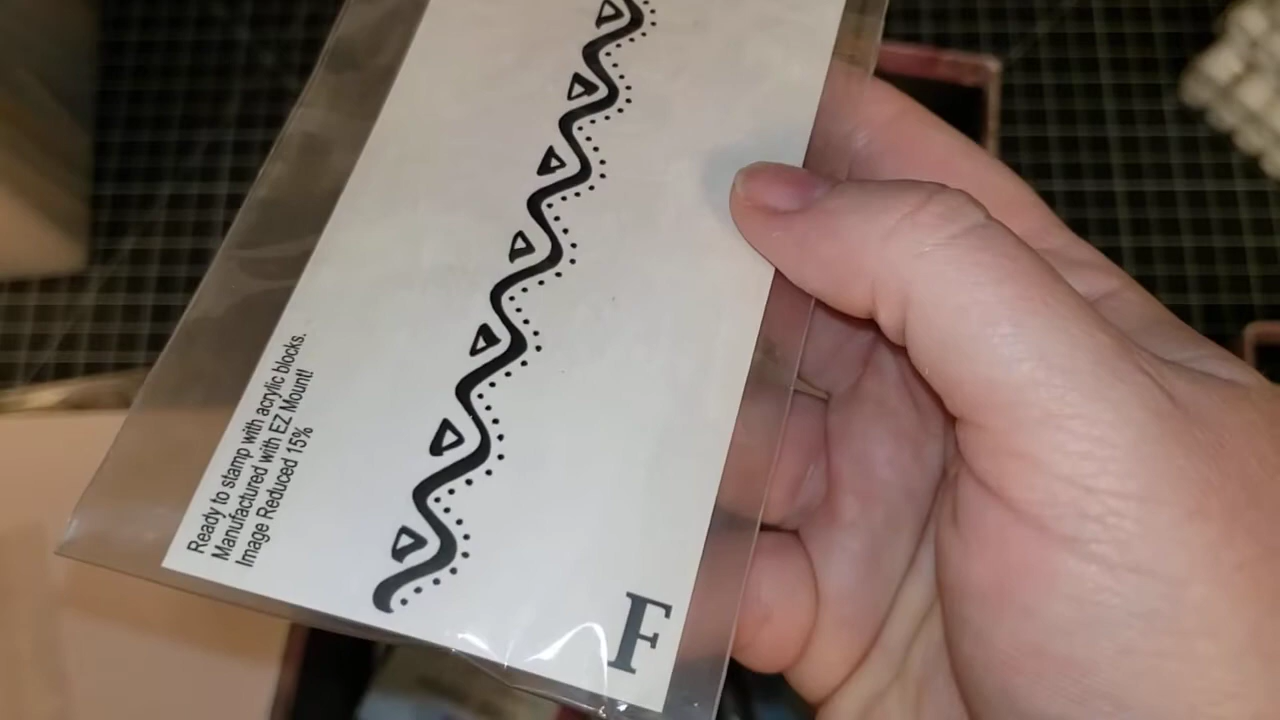 Ready to stamp with acrylic blocks.
Manufactured with EZ Mount!
Image Reduced 15%
F